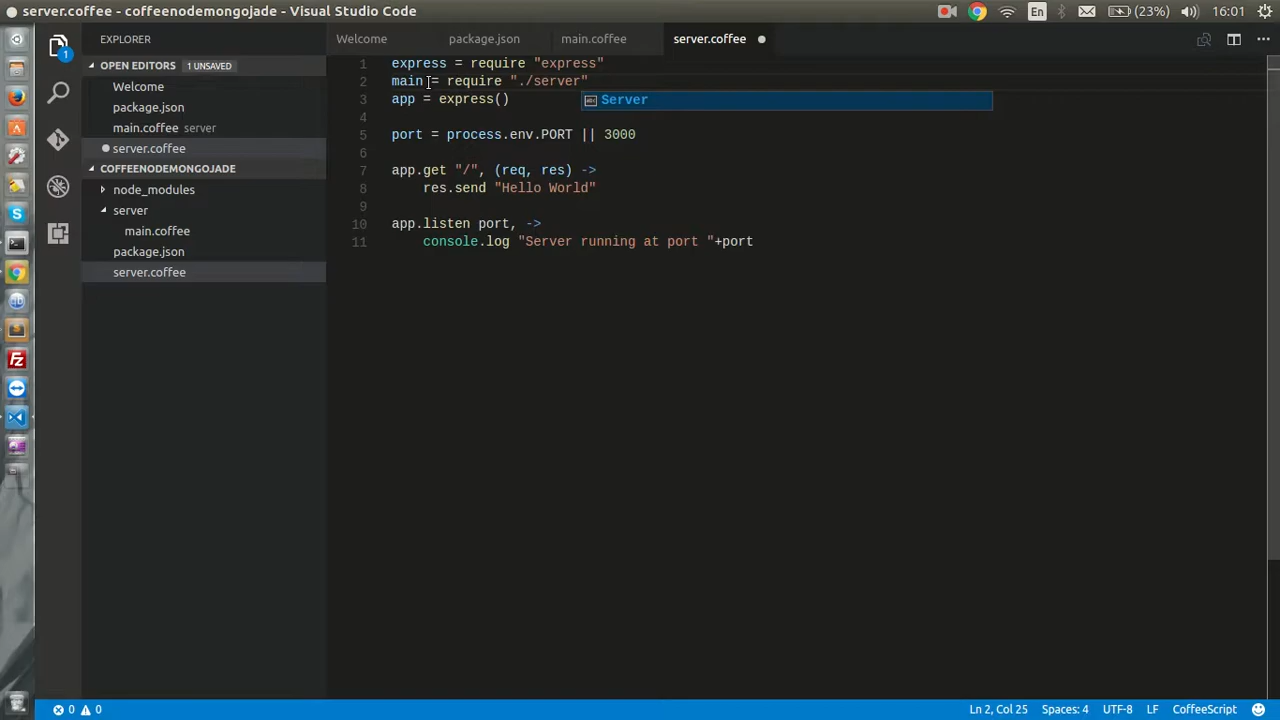 server.coffee - coffeenodemongojade - Visual Studio Code
En
(23%)
16:01
EXPLORER
Welcome
package.json
main.coffee
server.coffee
1
OPEN EDITORS
1 UNSAVED
Welcome
package.json
main.coffee server
server.coffee
COFFEENODEMONGOJADE
node_modules
server
main.coffee
package.json
server.coffee
1 express = require "express"
2 main = require "./server"
3 app = express()
Server
4
5 port = process.env.PORT || 3000
6
7 app.get "/", (req, res) ->
8 res.send "Hello World"
9
10 app.listen port, ->
11 console.log "Server running at port "+port
0
0
Ln 2, Col 25
Spaces: 4
UTF-8
LF
CoffeeScript